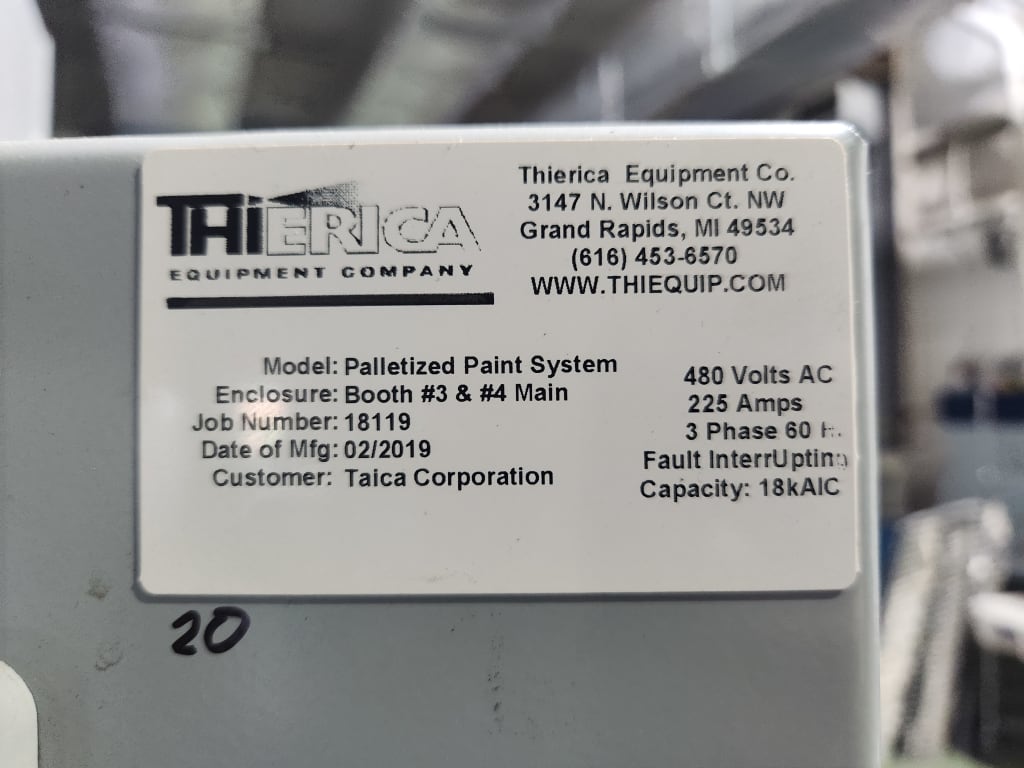 THIERICA
EQUIPMENT COMPANY
Thierica Equipment Co.
3147 N. Wilson Ct. NW
Grand Rapids, MI 49534
(616) 453-6570
WWW.THIEQUIP.COM
Model: Palletized Paint System
Enclosure: Booth #3 & #4 Main
Job Number: 18119
Date of Mfg: 02/2019
Customer: Taica Corporation
480 Volts AC
225 Amps
3 Phase 60
Fault InterrUpting
Capacity: 18kAIC
20